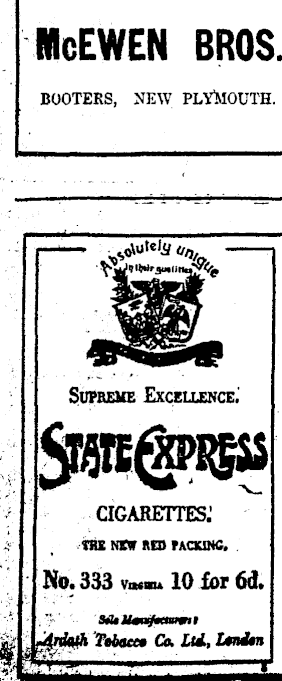 McEWEN BROS.
BOOTERS, NEW PLYMOUTH.
Absolutely unique
in their qualities
SUPREME EXCELLENCE.
STATE EXPRESS
CIGARETTES.
THE NEW RED PACKING.
No. 333 VIRGINIA 10 for 6d.
Sole Manufacturers
Ardath Tobacco Co. Ltd., London